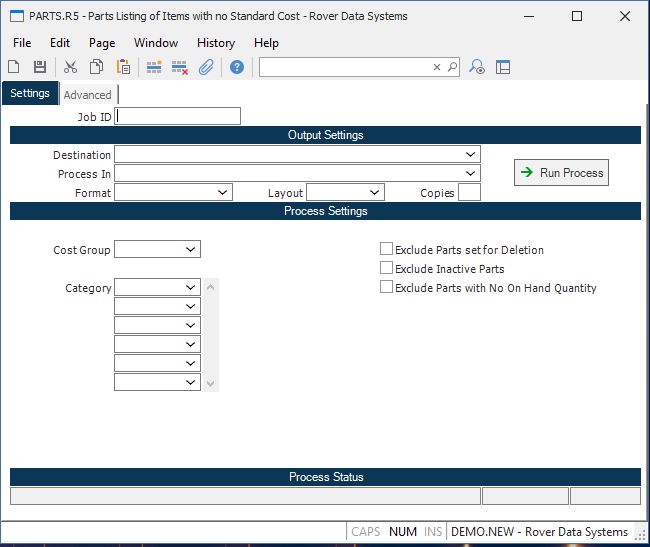 PARTS.R5 - Parts Listing of Items with no Standard Cost - Rover Data Systems
File Edit Page Window History Help
Settings Advanced
Job ID
Output Settings
Destination
Process In
Run Process
Format Layout Copies
Process Settings
Cost Group
Exclude Parts set for Deletion
Exclude Inactive Parts
Category
Exclude Parts with No On Hand Quantity
Process Status
CAPS NUM INS DEMO.NEW - Rover Data Systems